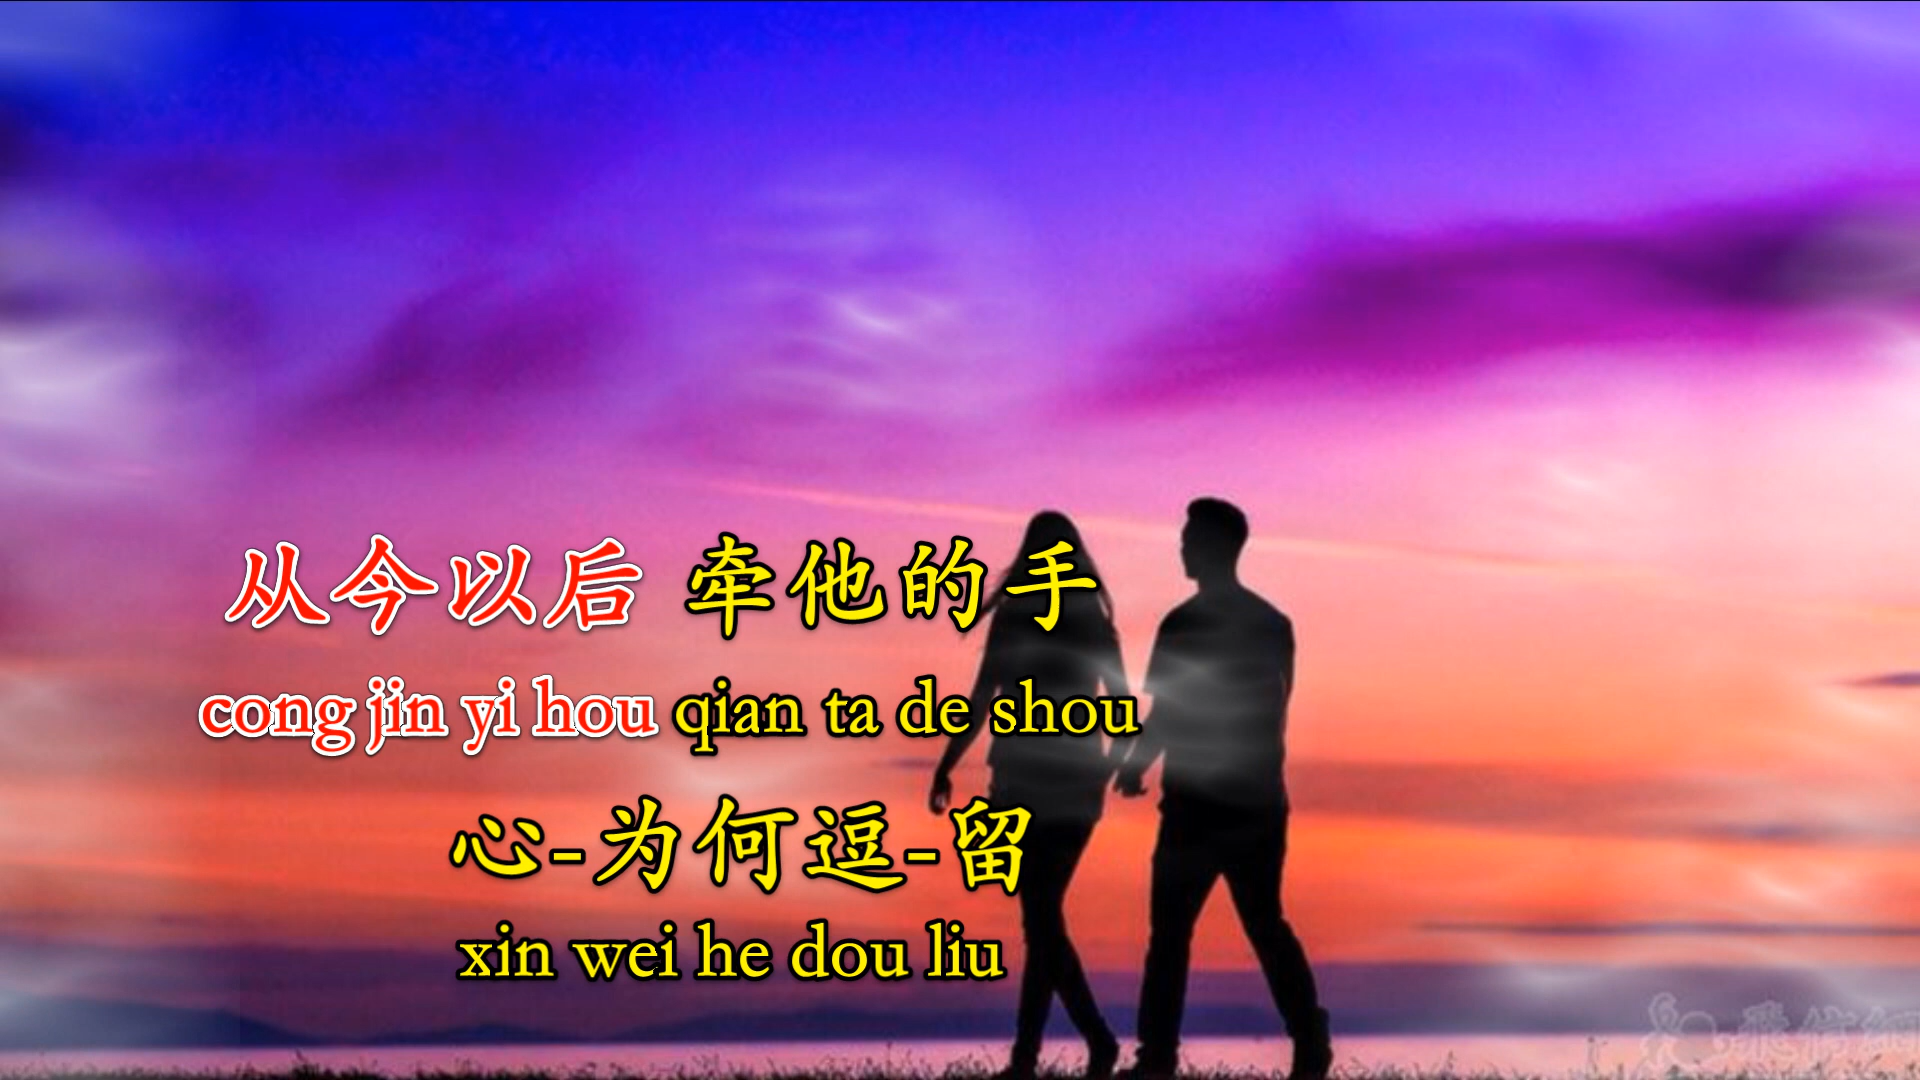 从今以后 牵他的手
cong jin yi hou qian ta de shou
心-为何逗-留
xin wei he dou liu